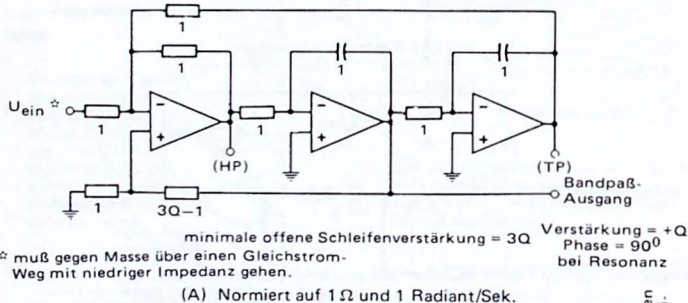 1
1
1
1
U ein ☆
1
1
1
−
+
−
+
−
+
(HP)
(TP)
1
3Q−1
Bandpaß-
Ausgang
minimale offene Schleifenverstärkung = 3Q
Verstärkung = +Q
Phase = 90⁰
bei Resonanz
☆ muß gegen Masse über einen Gleichstrom-
Weg mit niedriger Impedanz gehen.
(A) Normiert auf 1 Ω und 1 Radiant/Sek.